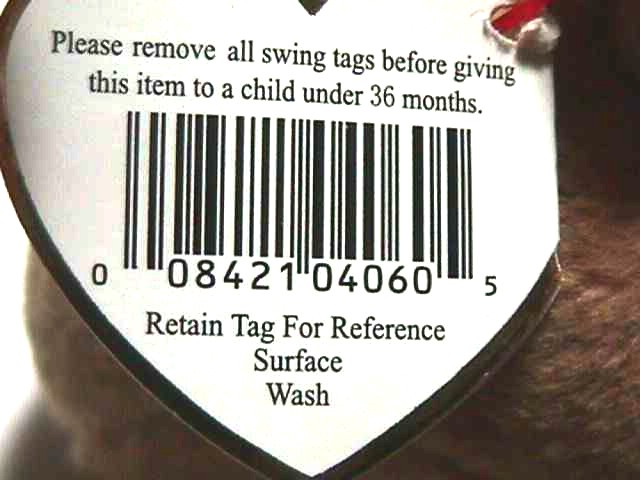 Please remove all swing tags before giving
this item to a child under 36 months.
0 08421 04060 5
Retain Tag For Reference
Surface
Wash